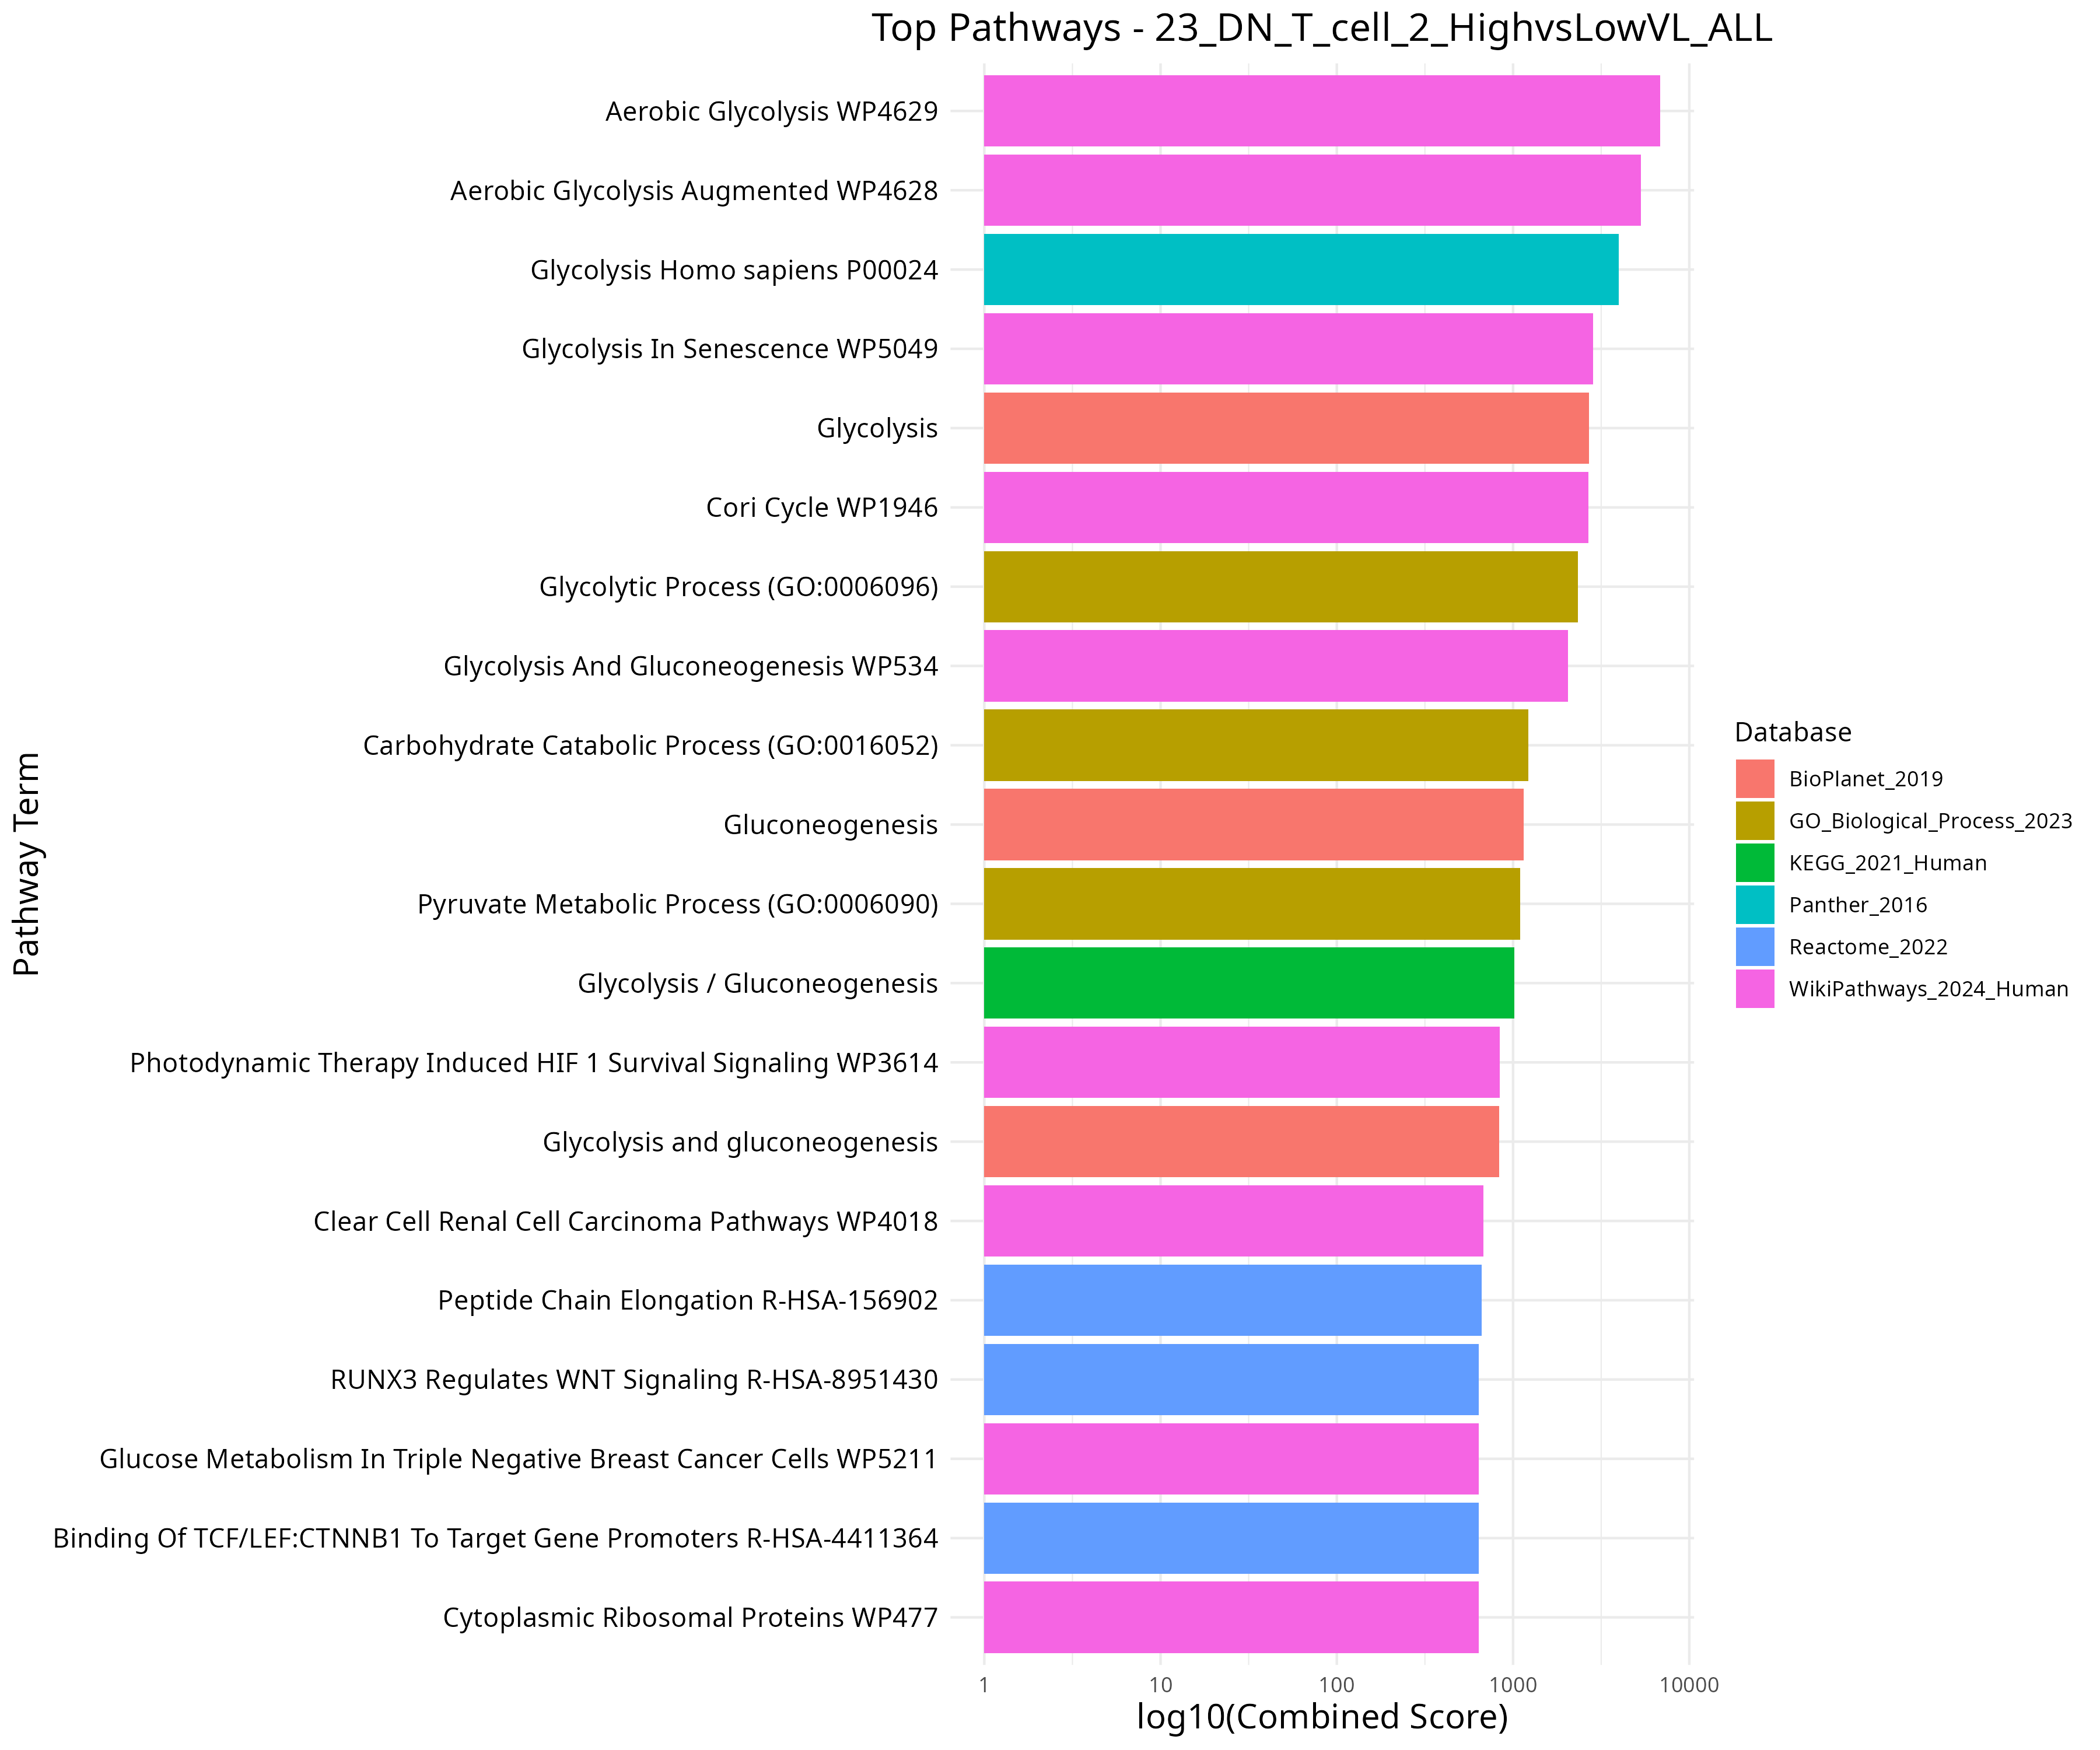 Top Pathways - 23_DN_T_cell_2_HighvsLowVL_ALL
Pathway Term
Aerobic Glycolysis WP4629
Aerobic Glycolysis Augmented WP4628
Glycolysis Homo sapiens P00024
Glycolysis In Senescence WP5049
Glycolysis
Cori Cycle WP1946
Glycolytic Process (GO:0006096)
Glycolysis And Gluconeogenesis WP534
Carbohydrate Catabolic Process (GO:0016052)
Gluconeogenesis
Pyruvate Metabolic Process (GO:0006090)
Glycolysis / Gluconeogenesis
Photodynamic Therapy Induced HIF 1 Survival Signaling WP3614
Glycolysis and gluconeogenesis
Clear Cell Renal Cell Carcinoma Pathways WP4018
Peptide Chain Elongation R-HSA-156902
RUNX3 Regulates WNT Signaling R-HSA-8951430
Glucose Metabolism In Triple Negative Breast Cancer Cells WP5211
Binding Of TCF/LEF:CTNNB1 To Target Gene Promoters R-HSA-4411364
Cytoplasmic Ribosomal Proteins WP477
1 10 100 1000 10000
log10(Combined Score)
Database
BioPlanet_2019
GO_Biological_Process_2023
KEGG_2021_Human
Panther_2016
Reactome_2022
WikiPathways_2024_Human